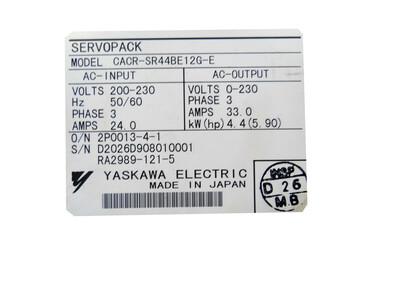 SERVOPACK
MODEL CACR-SR44BE12G-E
AC-INPUT AC-OUTPUT
VOLTS 200-230 VOLTS 0-230
Hz 50/60 PHASE 3
PHASE 3 AMPS 33.0
AMPS 24.0 kW(hp) 4.4(5.90)
O/N 2P0013-4-1
S/N D2026D908010001
RA2989-121-5
YASKAWA ELECTRIC
MADE IN JAPAN
INSP
D 26
M.B